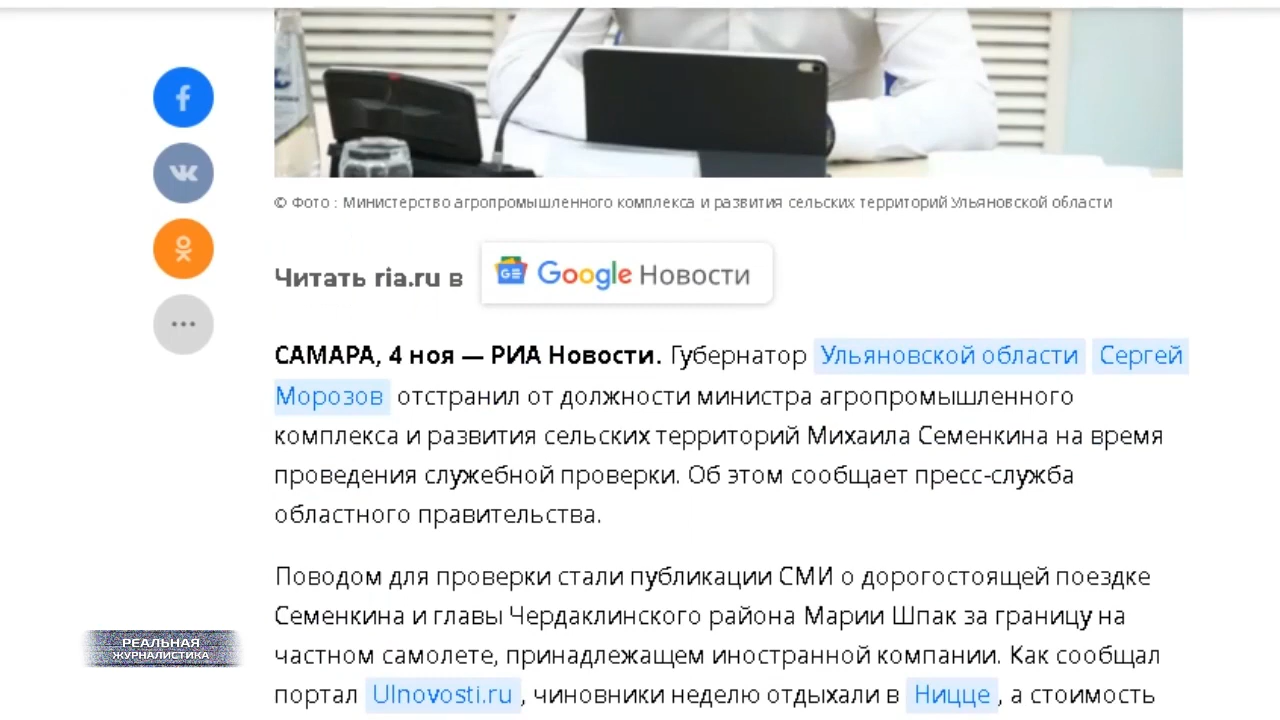 © Фото : Министерство агропромышленного комплекса и развития сельских территорий Ульяновской области
Читать ria.ru в
GE Google Новости
САМАРА, 4 ноя — РИА Новости. Губернатор Ульяновской области Сергей
Морозов отстранил от должности министра агропромышленного
комплекса и развития сельских территорий Михаила Семенкина на время
проведения служебной проверки. Об этом сообщает пресс-служба
областного правительства.
Поводом для проверки стали публикации СМИ о дорогостоящей поездке
Семенкина и главы Чердаклинского района Марии Шпак за границу на
частном самолете, принадлежащем иностранной компании. Как сообщал
портал Ulnovosti.ru , чиновники неделю отдыхали в Ницце , а стоимость
РЕАЛЬНАЯ
ЖУРНАЛИСТИКА